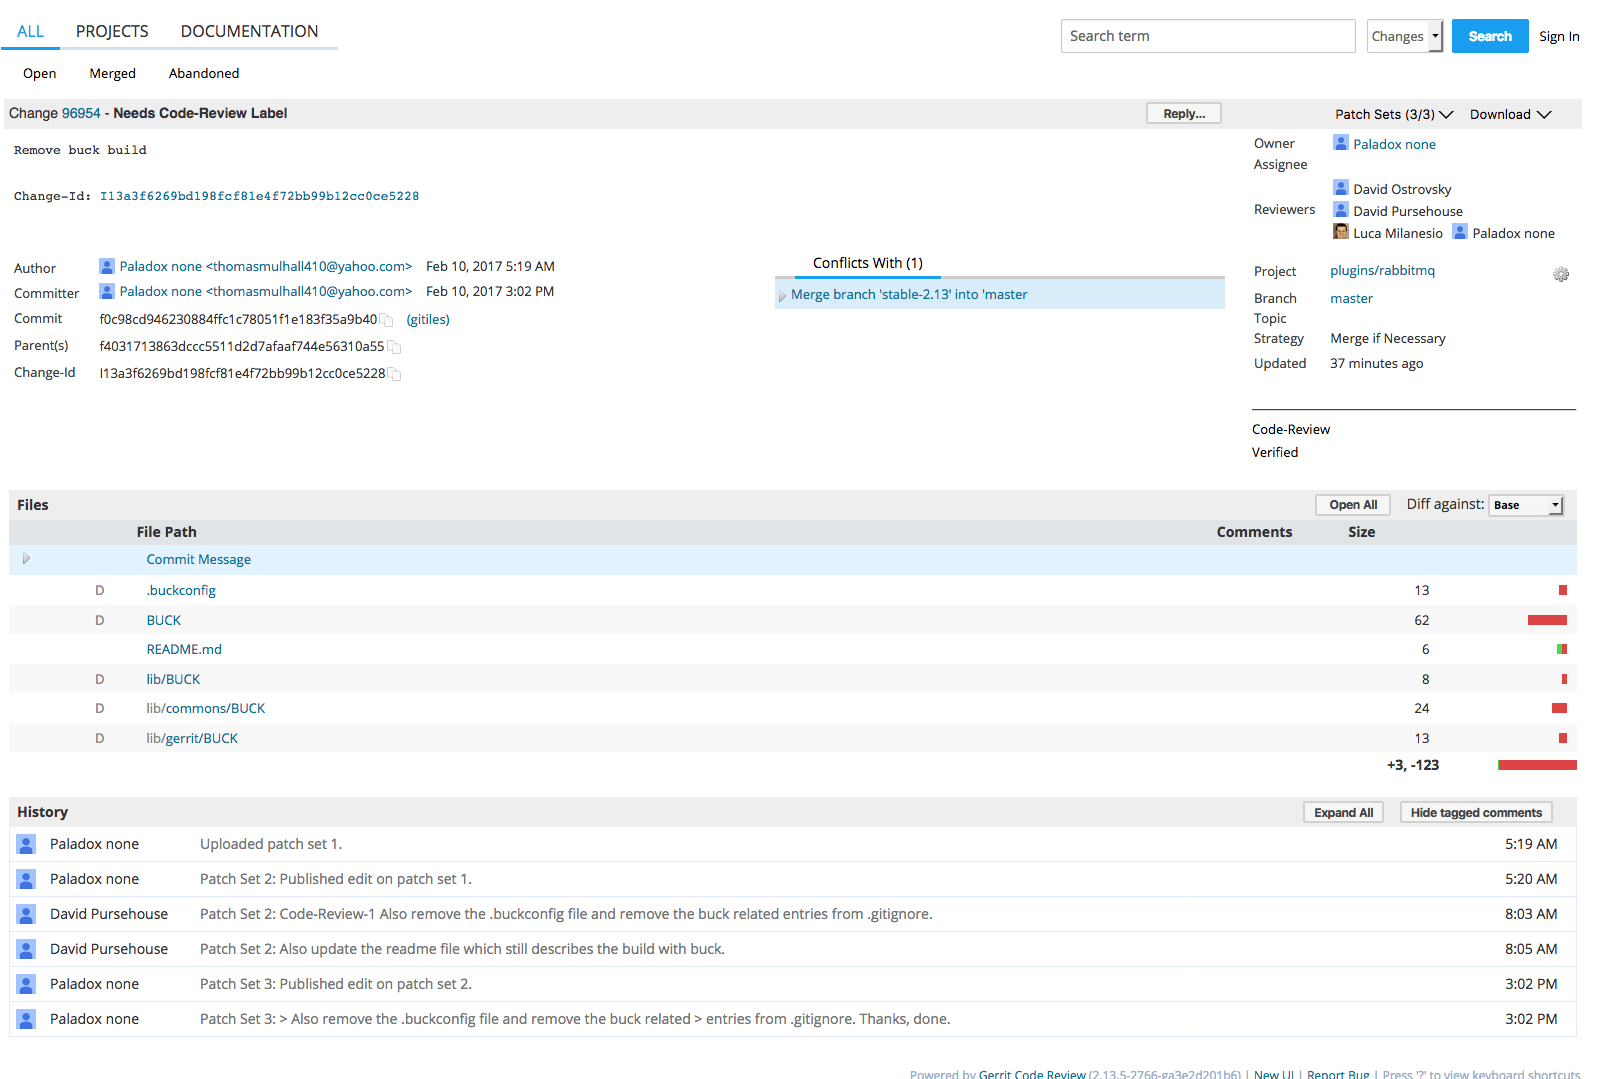 ALL PROJECTS DOCUMENTATION
Search term Changes Search Sign In
Open Merged Abandoned
Change 96954 - Needs Code-Review Label Reply... Patch Sets (3/3) Download
Remove buck build
Change-Id: I13a3f6269bd198fcf81e4f72bb99b12cc0ce5228
Owner Paladox none
Assignee
Reviewers David Ostrovsky
David Pursehouse
Luca Milanesio Paladox none
Author Paladox none <thomasmulhall410@yahoo.com> Feb 10, 2017 5:19 AM
Committer Paladox none <thomasmulhall410@yahoo.com> Feb 10, 2017 3:02 PM
Commit f0c98cd946230884ffc1c78051f1e183f35a9b40 (gitiles)
Parent(s) f4031713863dccc5511d2d7afaaf744e56310a55
Change-Id I13a3f6269bd198fcf81e4f72bb99b12cc0ce5228
Conflicts With (1)
Merge branch 'stable-2.13' into 'master
Project plugins/rabbitmq
Branch master
Topic
Strategy Merge if Necessary
Updated 37 minutes ago
Code-Review
Verified
Files Open All Diff against: Base
File Path Comments Size
Commit Message
D .buckconfig 13
D BUCK 62
README.md 6
D lib/BUCK 8
D lib/commons/BUCK 24
D lib/gerrit/BUCK 13
+3, -123
History Expand All Hide tagged comments
Paladox none Uploaded patch set 1. 5:19 AM
Paladox none Patch Set 2: Published edit on patch set 1. 5:20 AM
David Pursehouse Patch Set 2: Code-Review-1 Also remove the .buckconfig file and remove the buck related entries from .gitignore. 8:03 AM
David Pursehouse Patch Set 2: Also update the readme file which still describes the build with buck. 8:05 AM
Paladox none Patch Set 3: Published edit on patch set 2. 3:02 PM
Paladox none Patch Set 3: > Also remove the .buckconfig file and remove the buck related > entries from .gitignore. Thanks, done. 3:02 PM
Powered by Gerrit Code Review (2.13.5-2766-ga3e2d201b6) | New UI | Report Bug | Press '?' to view keyboard shortcuts